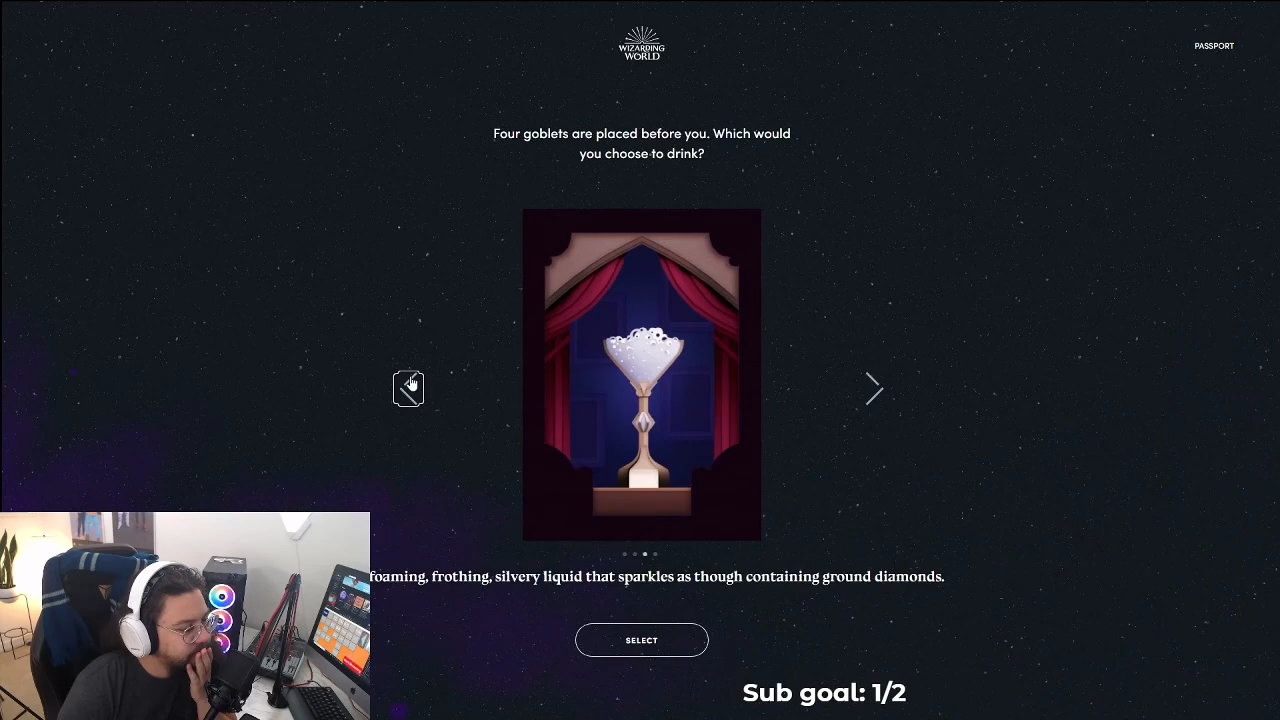 WIZARDING
WORLD
PASSPORT
Four goblets are placed before you. Which would
you choose to drink?
foaming, frothing, silvery liquid that sparkles as though containing ground diamonds.
SELECT
Sub goal: 1/2